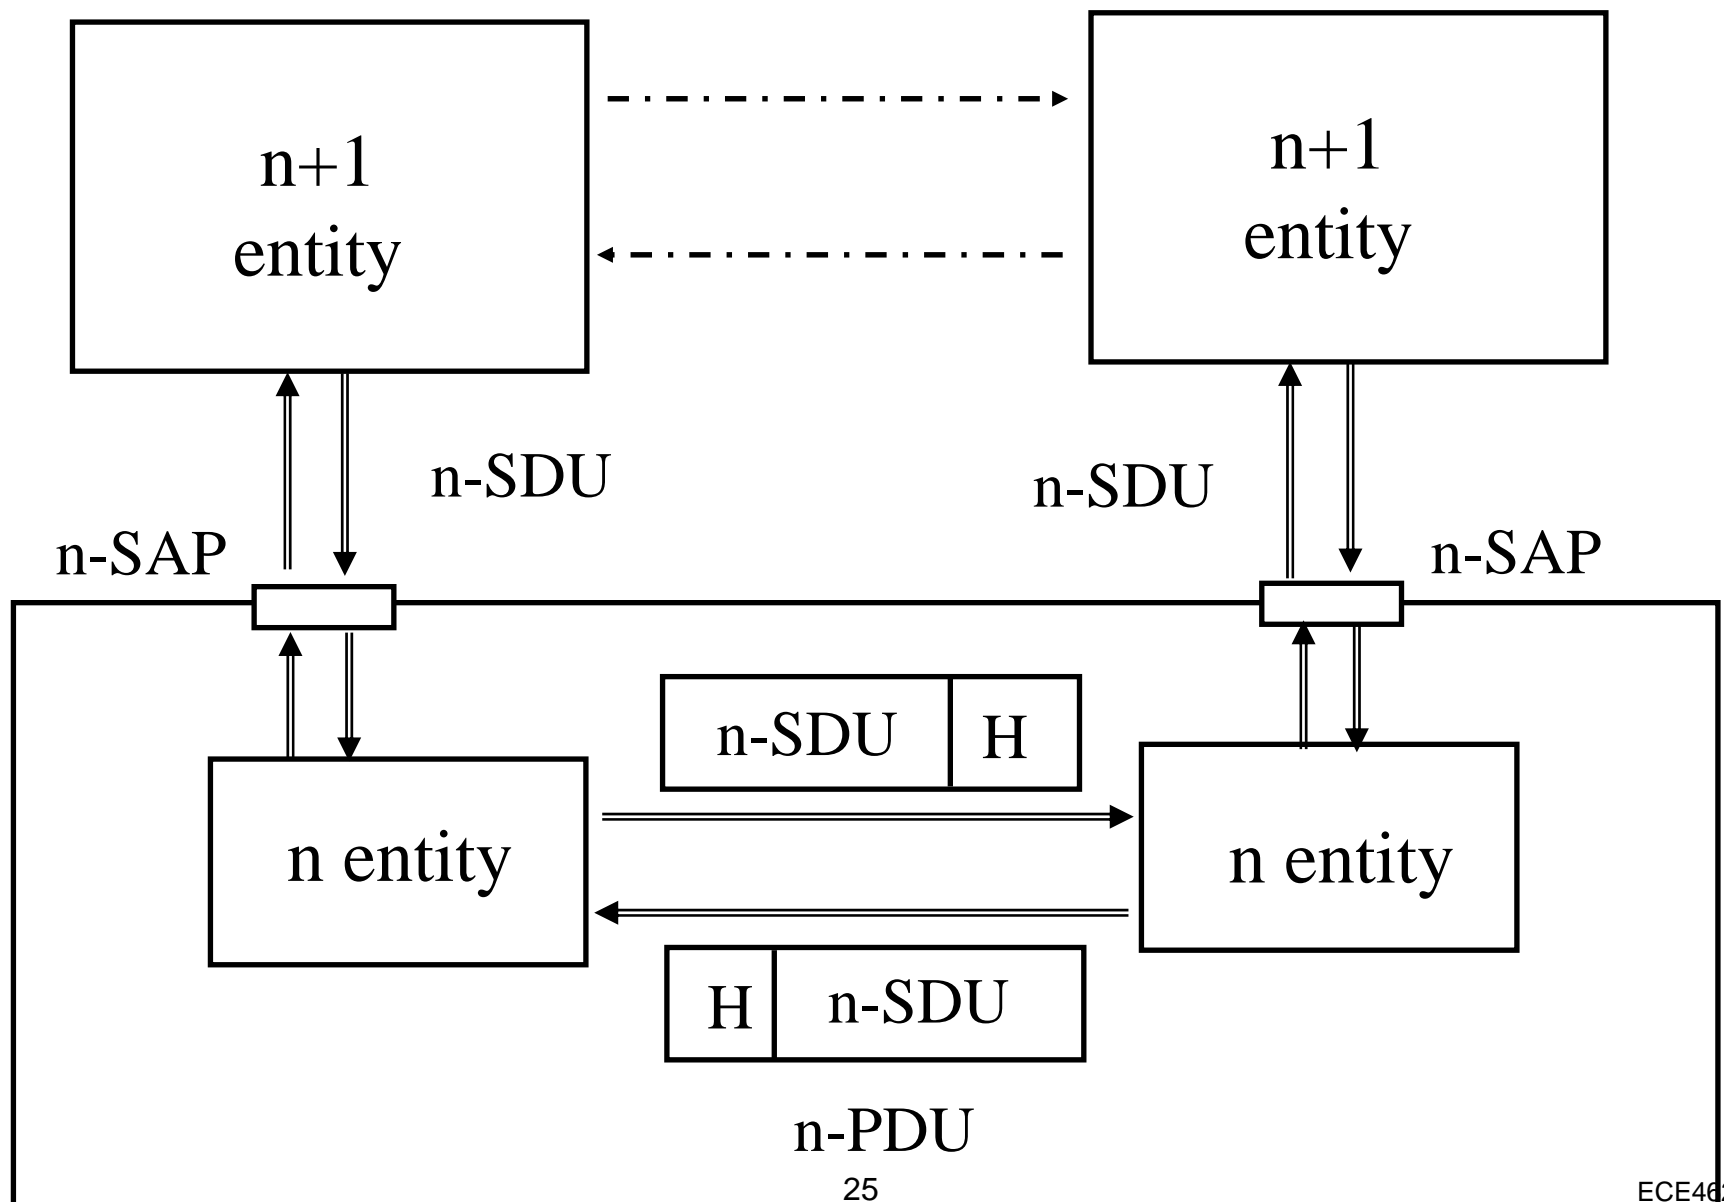 n+1
entity
n+1
entity
n-SDU
n-SDU
n-SAP
n-SAP
n-SDU
H
n entity
n entity
H
n-SDU
n-PDU
25